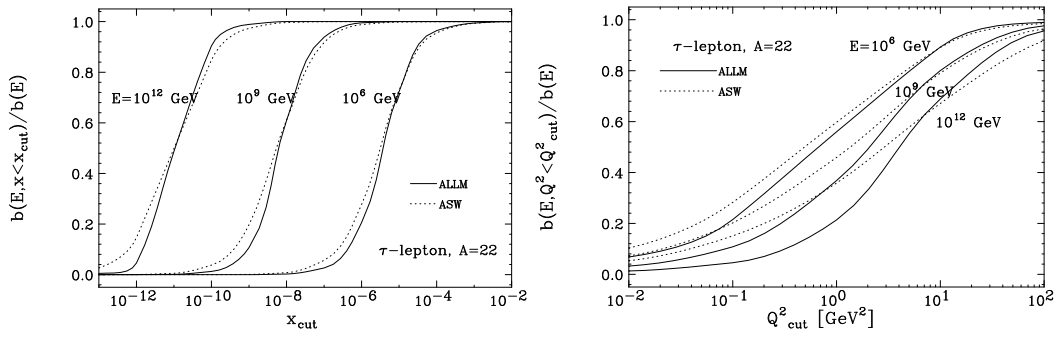 b(E,x<x_cut)/b(E)
1.0
0.8
0.6
0.4
0.2
0.0
E=10^12 GeV
10^9 GeV
10^6 GeV
ALLM
ASW
τ-lepton, A=22
10^-12
10^-10
10^-8
10^-6
10^-4
10^-2
x_cut
b(E,Q^2<Q^2_cut)/b(E)
1.0
0.8
0.6
0.4
0.2
0.0
τ-lepton, A=22
ALLM
ASW
E=10^6 GeV
10^9 GeV
10^12 GeV
10^-2
10^-1
10^0
10^1
10^2
Q^2_cut [GeV^2]